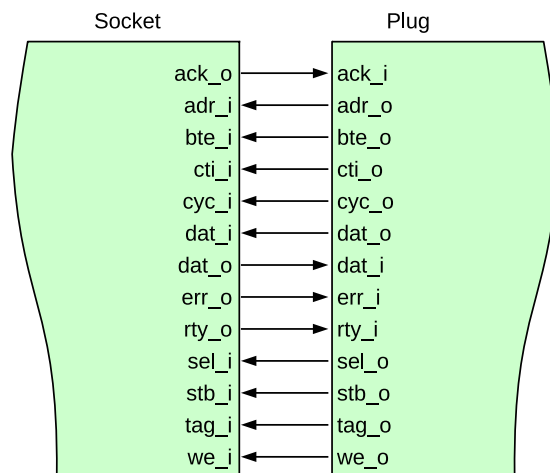 Socket Plug
ack_o ack_i
adr_i adr_o
bte_i bte_o
cti_i cti_o
cyc_i cyc_o
dat_i dat_o
dat_o dat_i
err_o err_i
rty_o rty_i
sel_i sel_o
stb_i stb_o
tag_i tag_o
we_i we_o